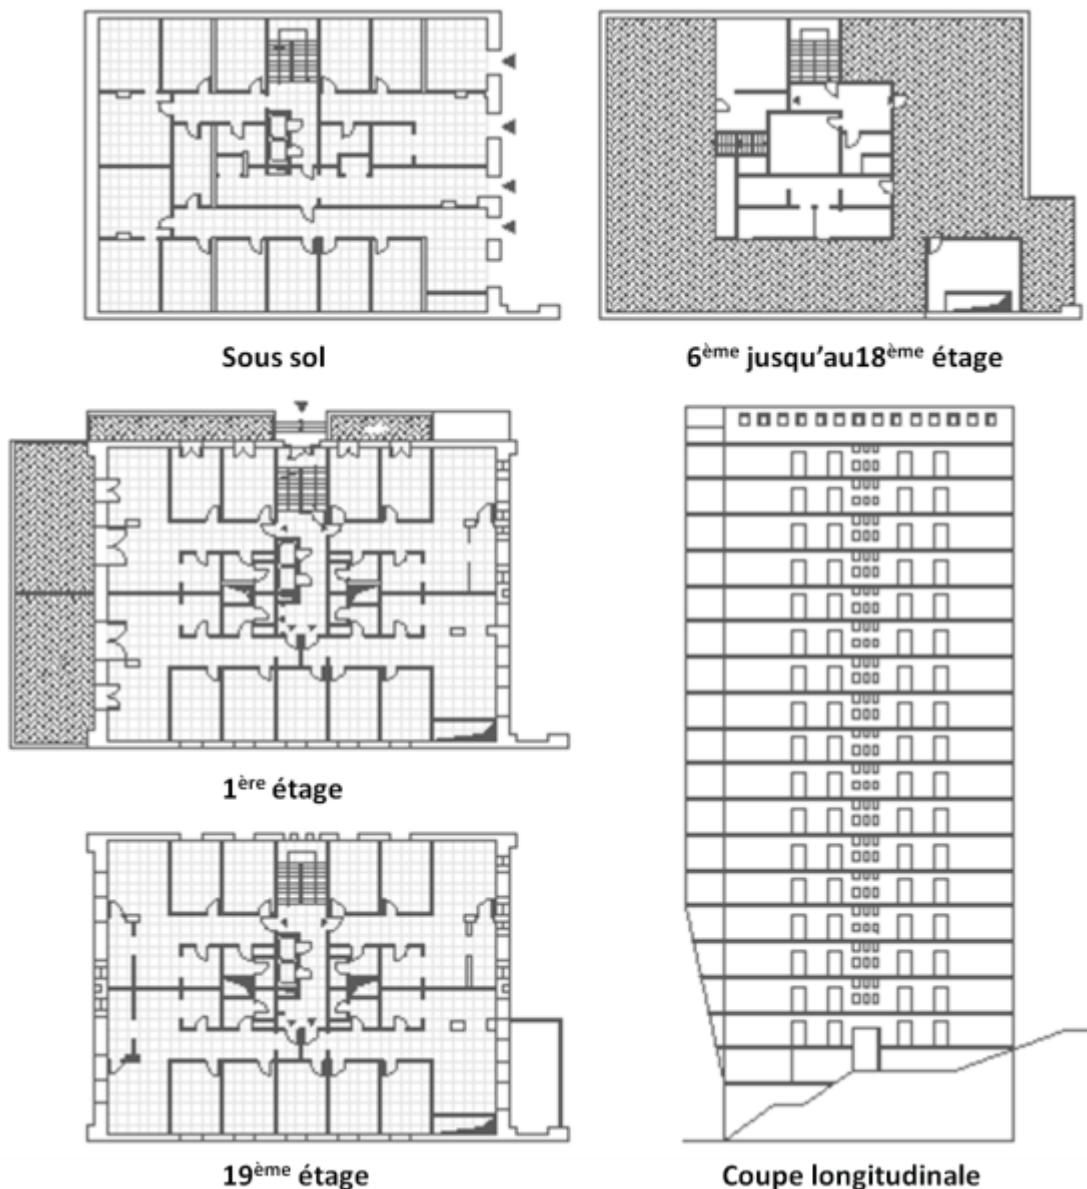 Sous sol
6ème jusqu'au18ème étage
1ère étage
19ème étage
Coupe longitudinale